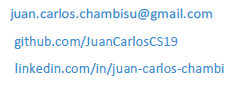 juan.carlos.chambisu@gmail.com
github.com/JuanCarlosCS19
linkedin.com/in/juan-carlos-chambi